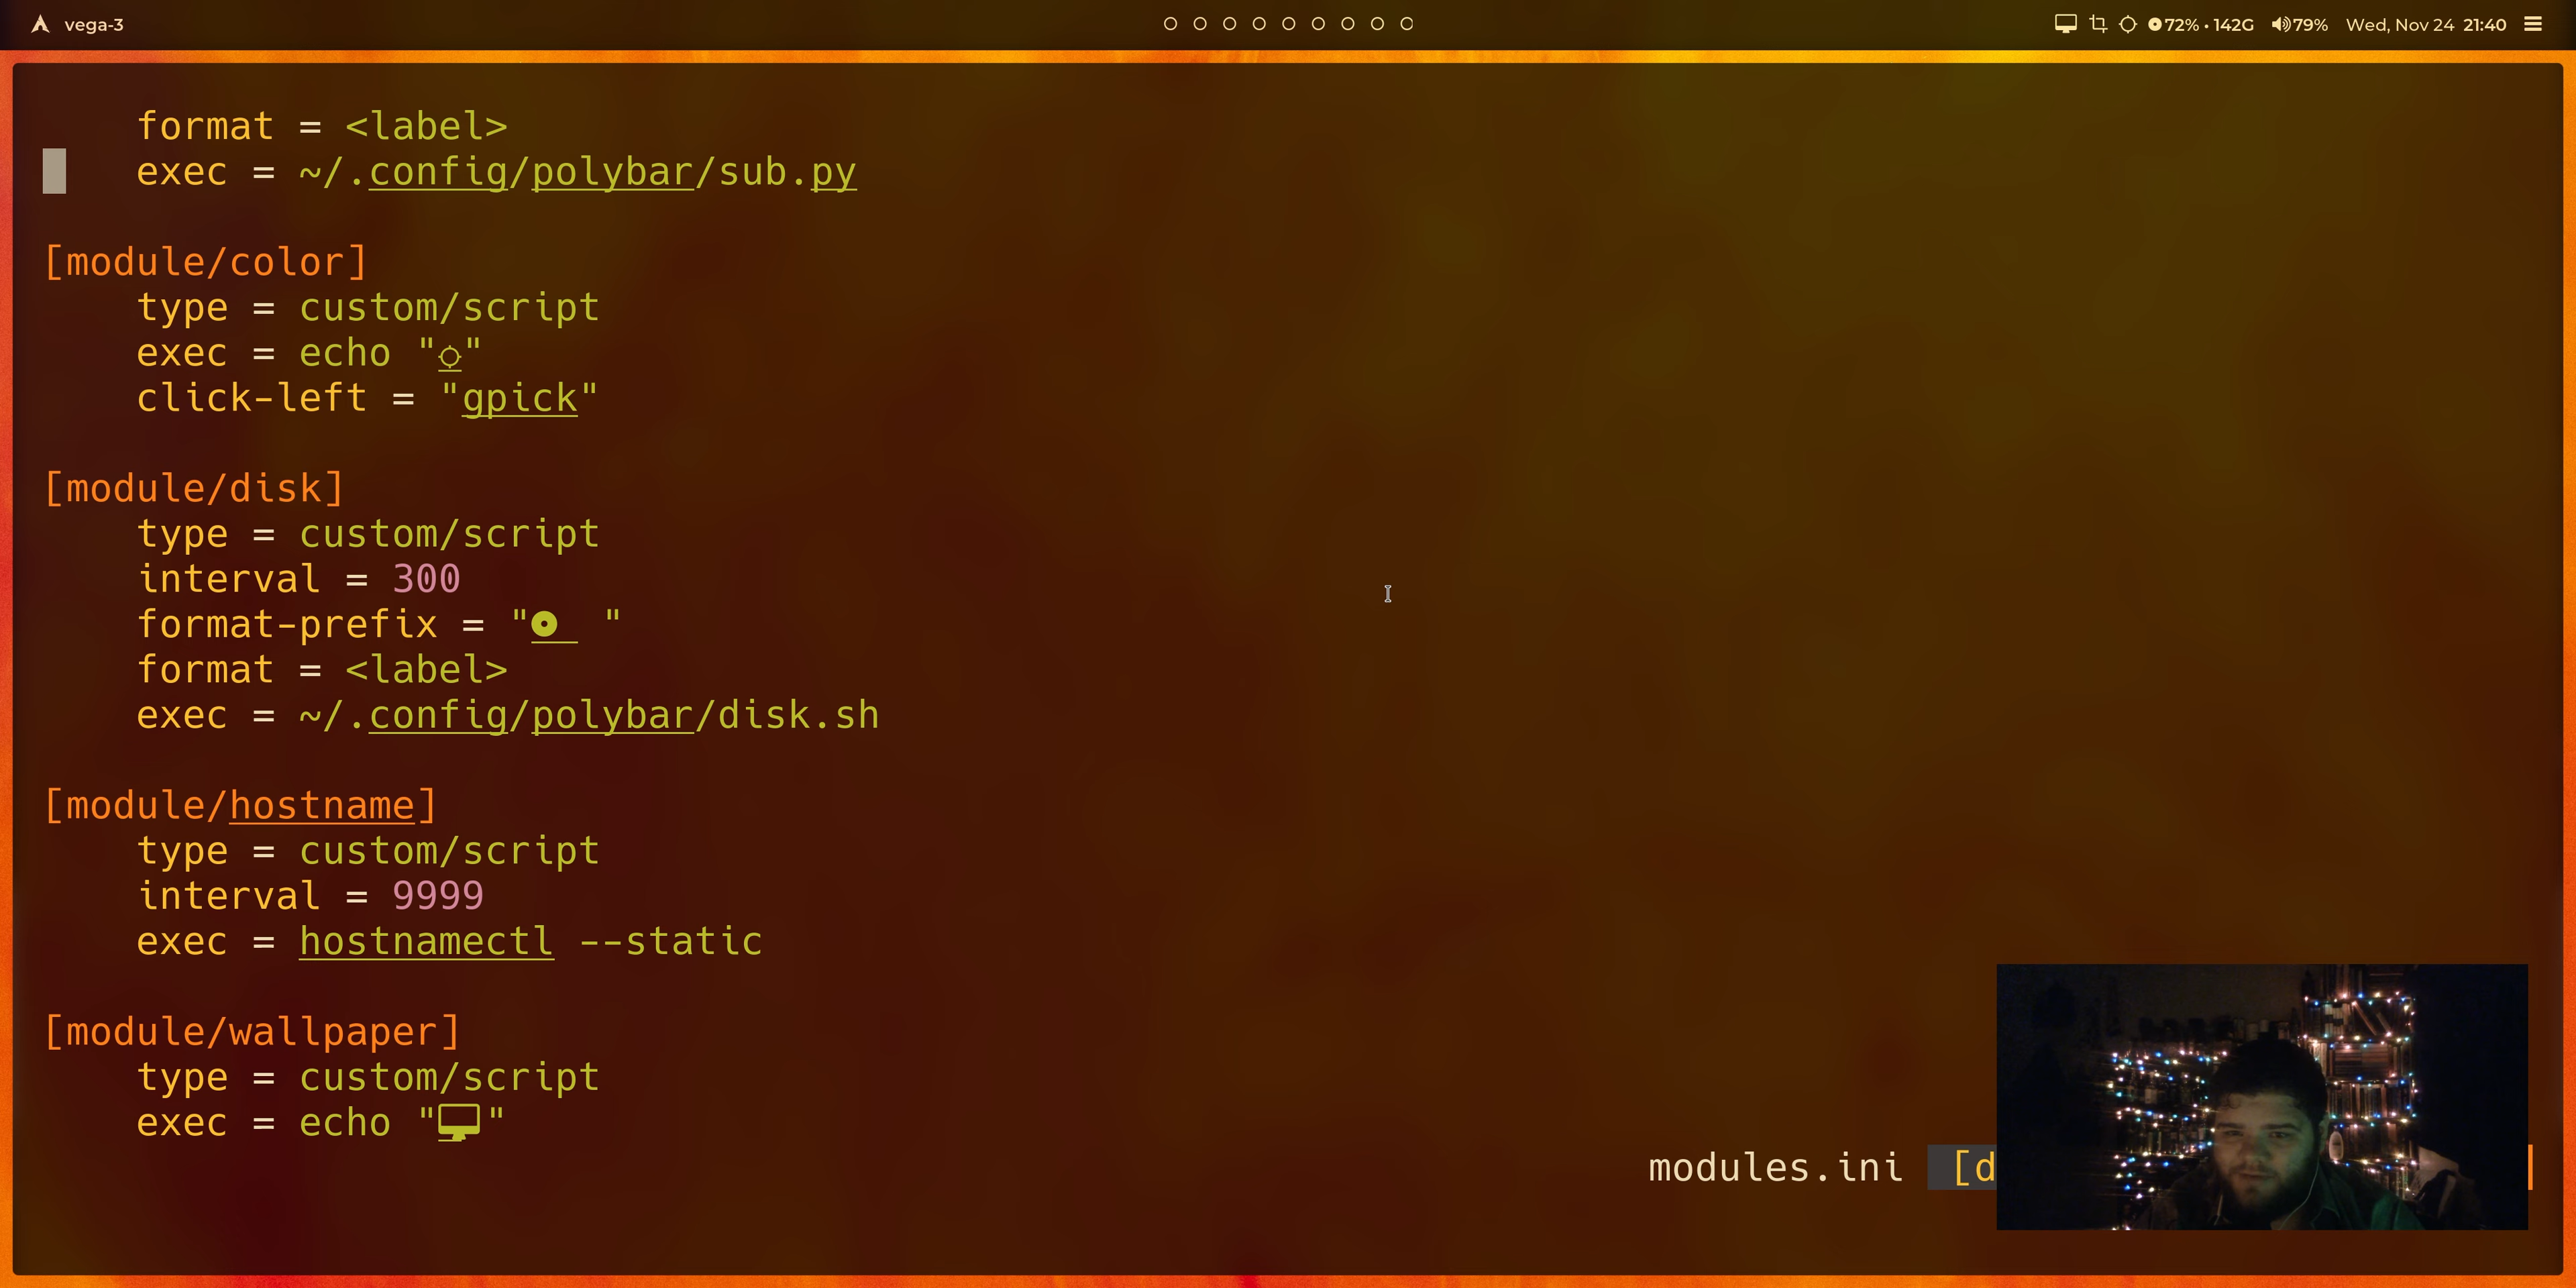 vega-3
72% • 142G 79% Wed, Nov 24 21:40
format = <label>
exec = ~/.config/polybar/sub.py
[module/color]
type = custom/script
exec = echo ""
click-left = "gpick"
[module/disk]
type = custom/script
interval = 300
format-prefix = " "
format = <label>
exec = ~/.config/polybar/disk.sh
[module/hostname]
type = custom/script
interval = 9999
exec = hostnamectl --static
[module/wallpaper]
type = custom/script
exec = echo ""
modules.ini [d